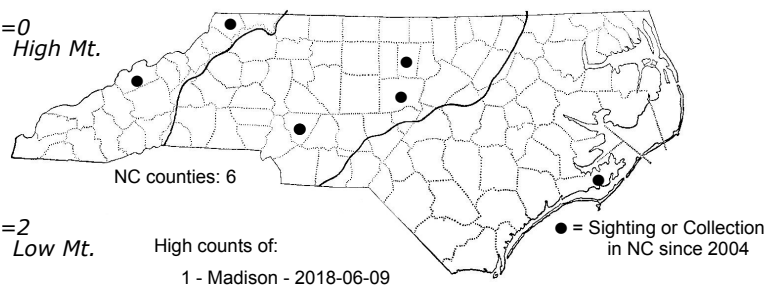 =0
High Mt.
NC counties: 6
=2
Low Mt.
High counts of:
1 - Madison - 2018-06-09
● = Sighting or Collection
in NC since 2004